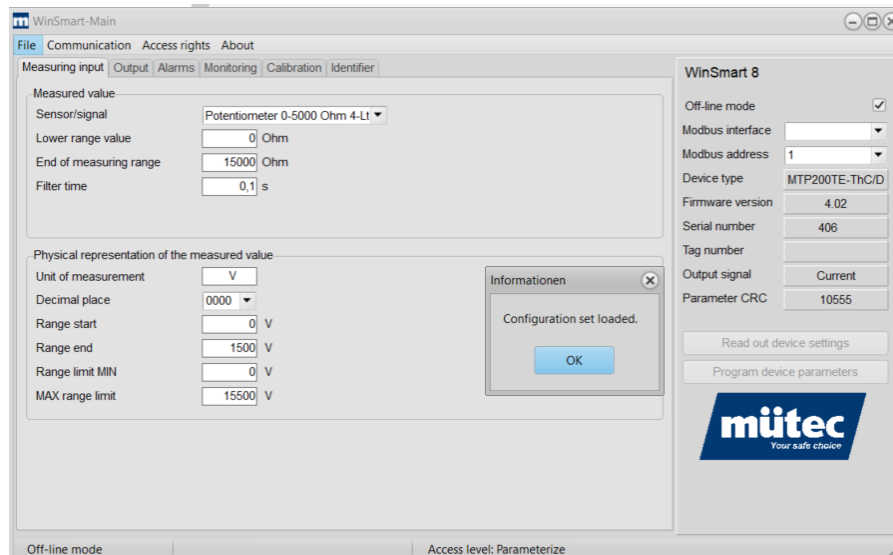 WinSmart-Main
File Communication Access rights About
Measuring input Output Alarms Monitoring Calibration Identifier
Measured value
Sensor/signal Potentiometer 0-5000 Ohm 4-Lt
Lower range value 0 Ohm
End of measuring range 15000 Ohm
Filter time 0,1 s
Physical representation of the measured value
Unit of measurement V
Decimal place 0000
Range start 0 V
Range end 1500 V
Range limit MIN 0 V
MAX range limit 15500 V
Informationen
Configuration set loaded.
OK
WinSmart 8
Off-line mode
Modbus interface
Modbus address 1
Device type MTP200TE-ThC/D
Firmware version 4.02
Serial number 406
Tag number
Output signal Current
Parameter CRC 10555
Read out device settings
Program device parameters
mütec
Your safe choice
Off-line mode Access level: Parameterize